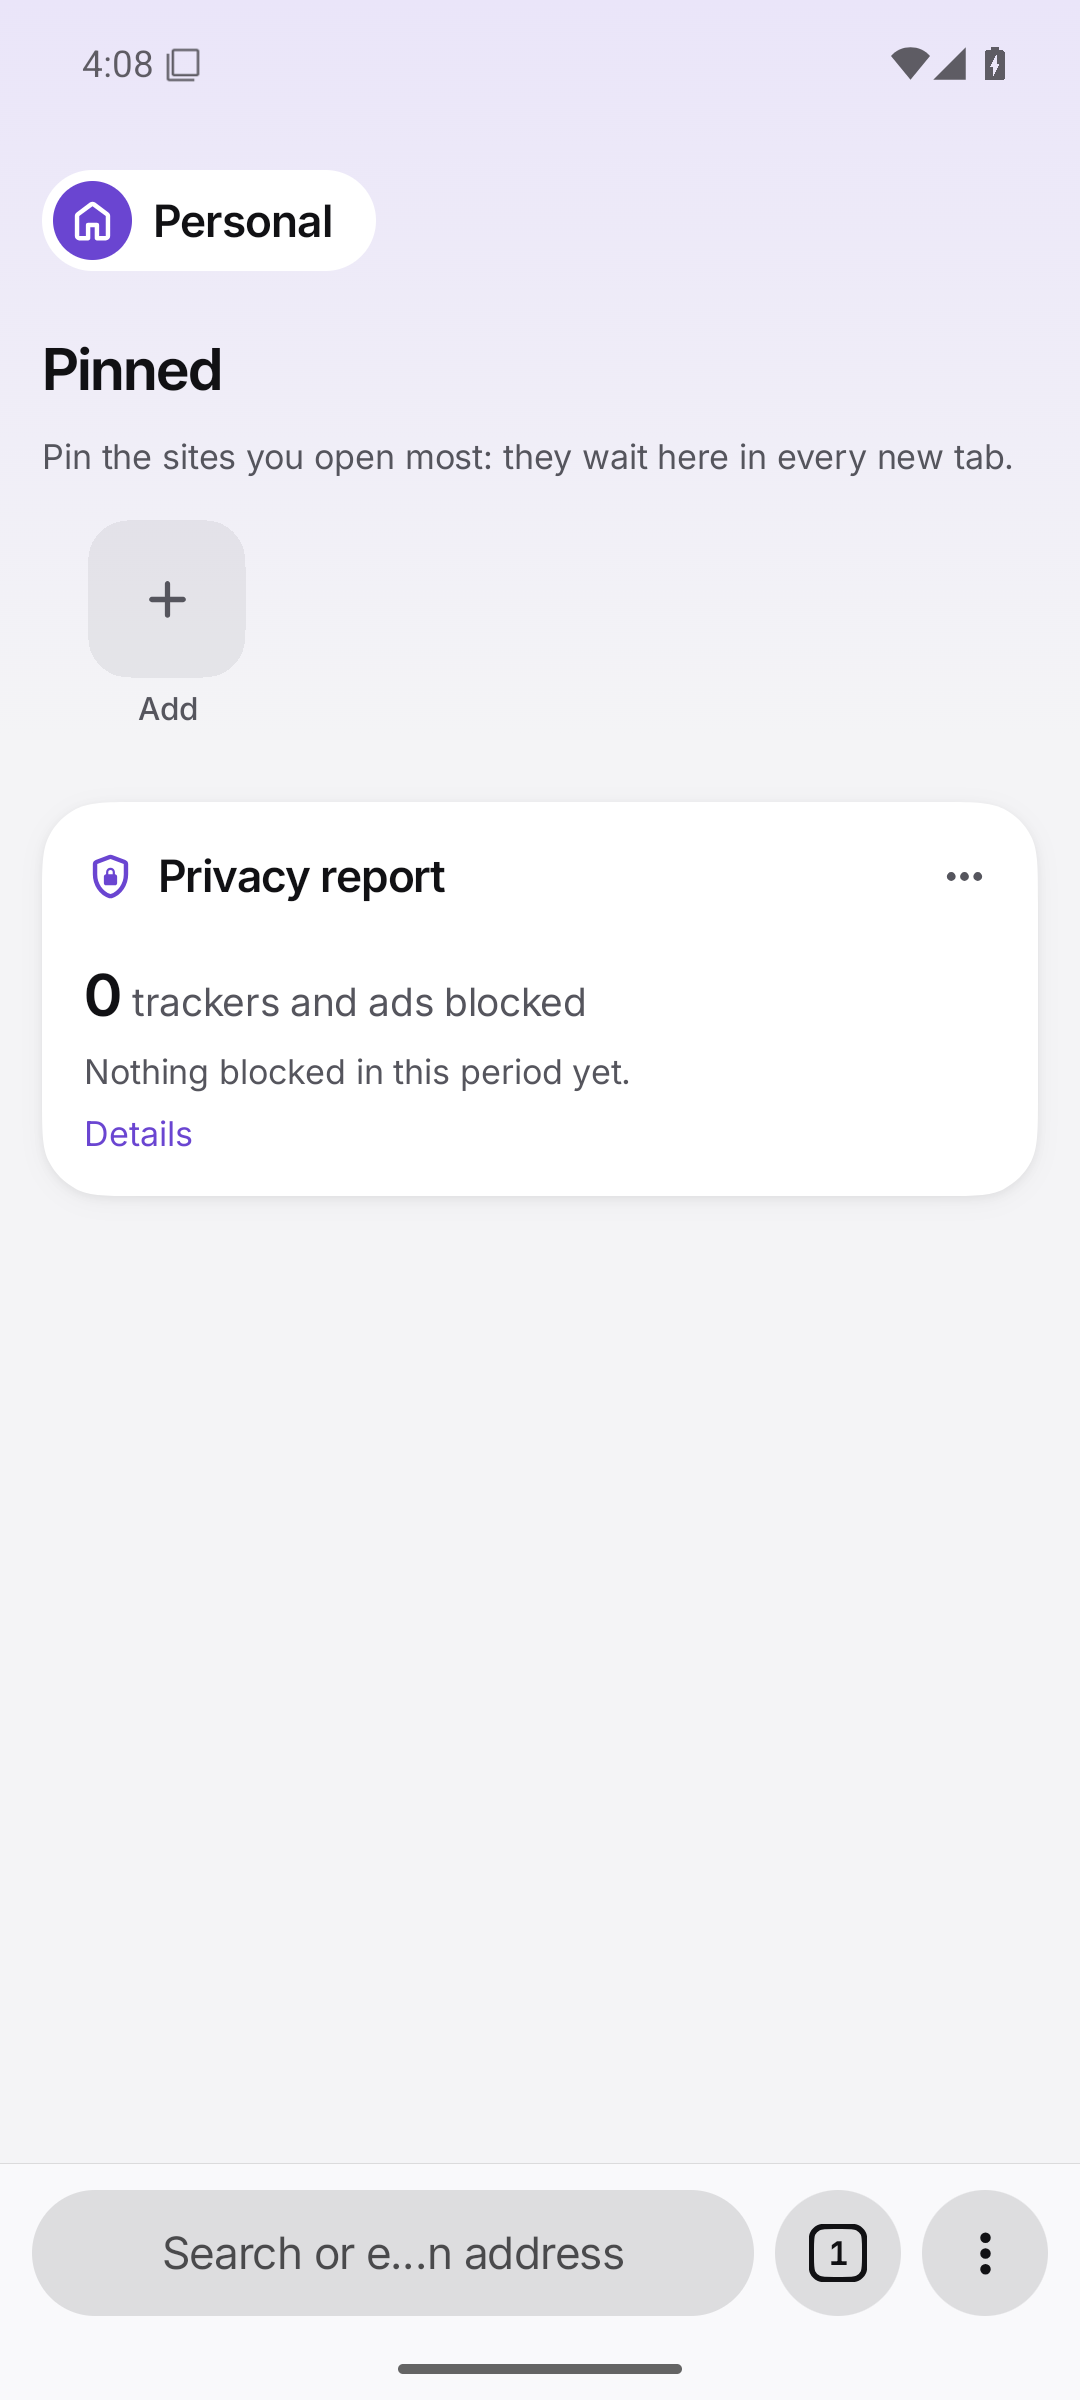 4:08
Personal
Pinned
Pin the sites you open most: they wait here in every new tab.
Add
Privacy report
0 trackers and ads blocked
Nothing blocked in this period yet.
Details
Search or e...n address
1